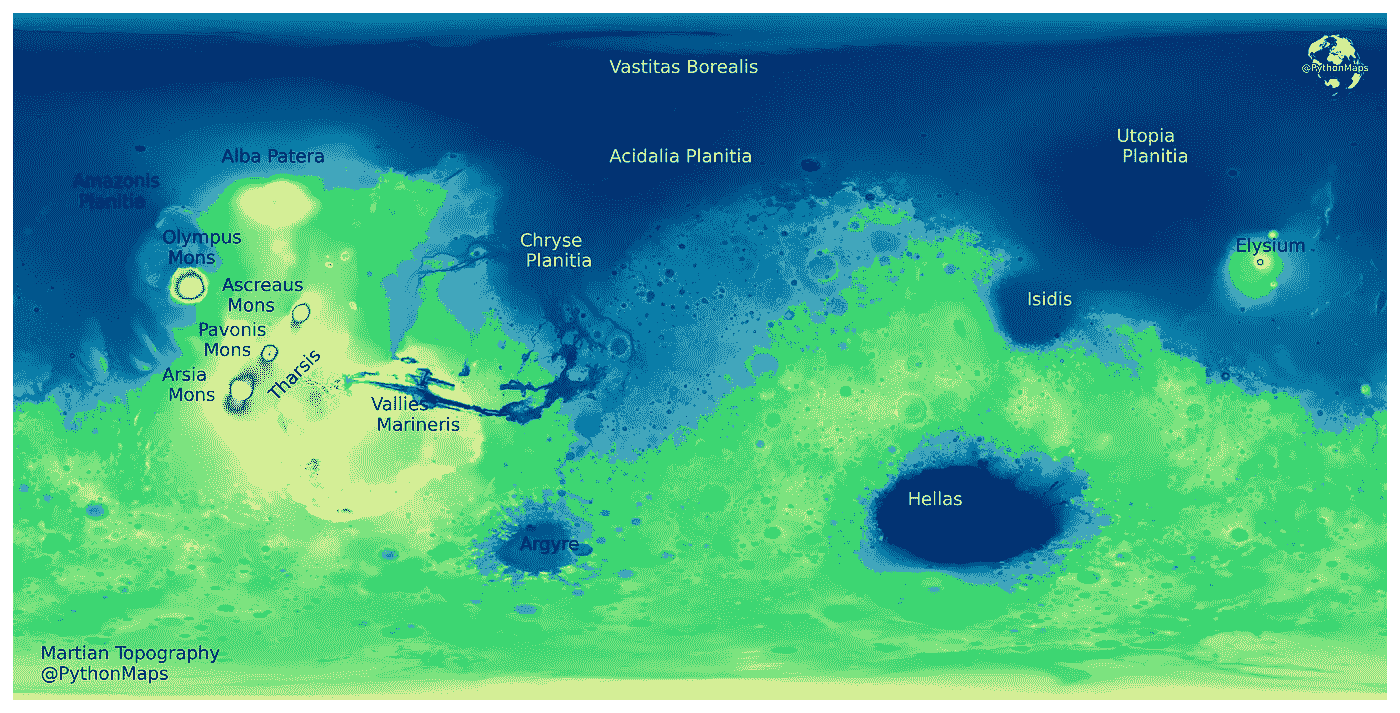 Vastitas Borealis
@PythonMaps
Utopia
Planitia
Alba Patera
Acidalia Planitia
Amazonis
Planitia
Olympus
Mons
Chryse
Planitia
Elysium
Ascreaus
Mons
Isidis
Pavonis
Mons
Tharsis
Arsia
Mons
Vallies
Marineris
Hellas
Argyre
Martian Topography
@PythonMaps